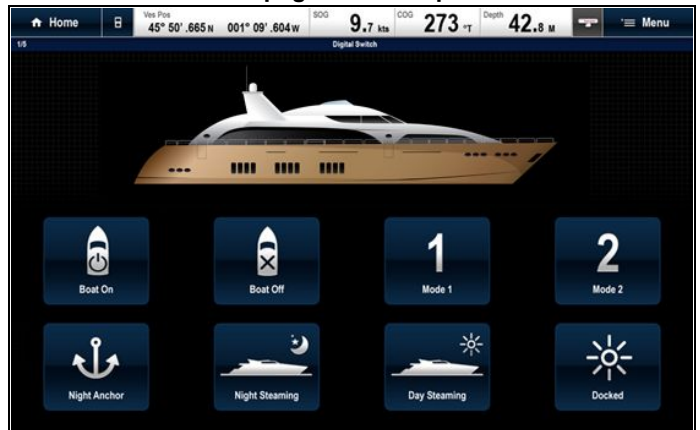 Home
Ves Pos
45° 50' .665 N 001° 09' .604 W
SOG
9.7 kts
COG
273 °T
Depth
42.8 M
Menu
1/5
Digital Switch
Boat On
Boat Off
1
Mode 1
2
Mode 2
Night Anchor
Night Steaming
Day Steaming
Docked